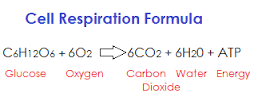 Cell Respiration Formula
C6H12O6 + 6O2 ⇨ 6CO2 + 6H20 + ATP
Glucose Oxygen Carbon Water Energy
Dioxide